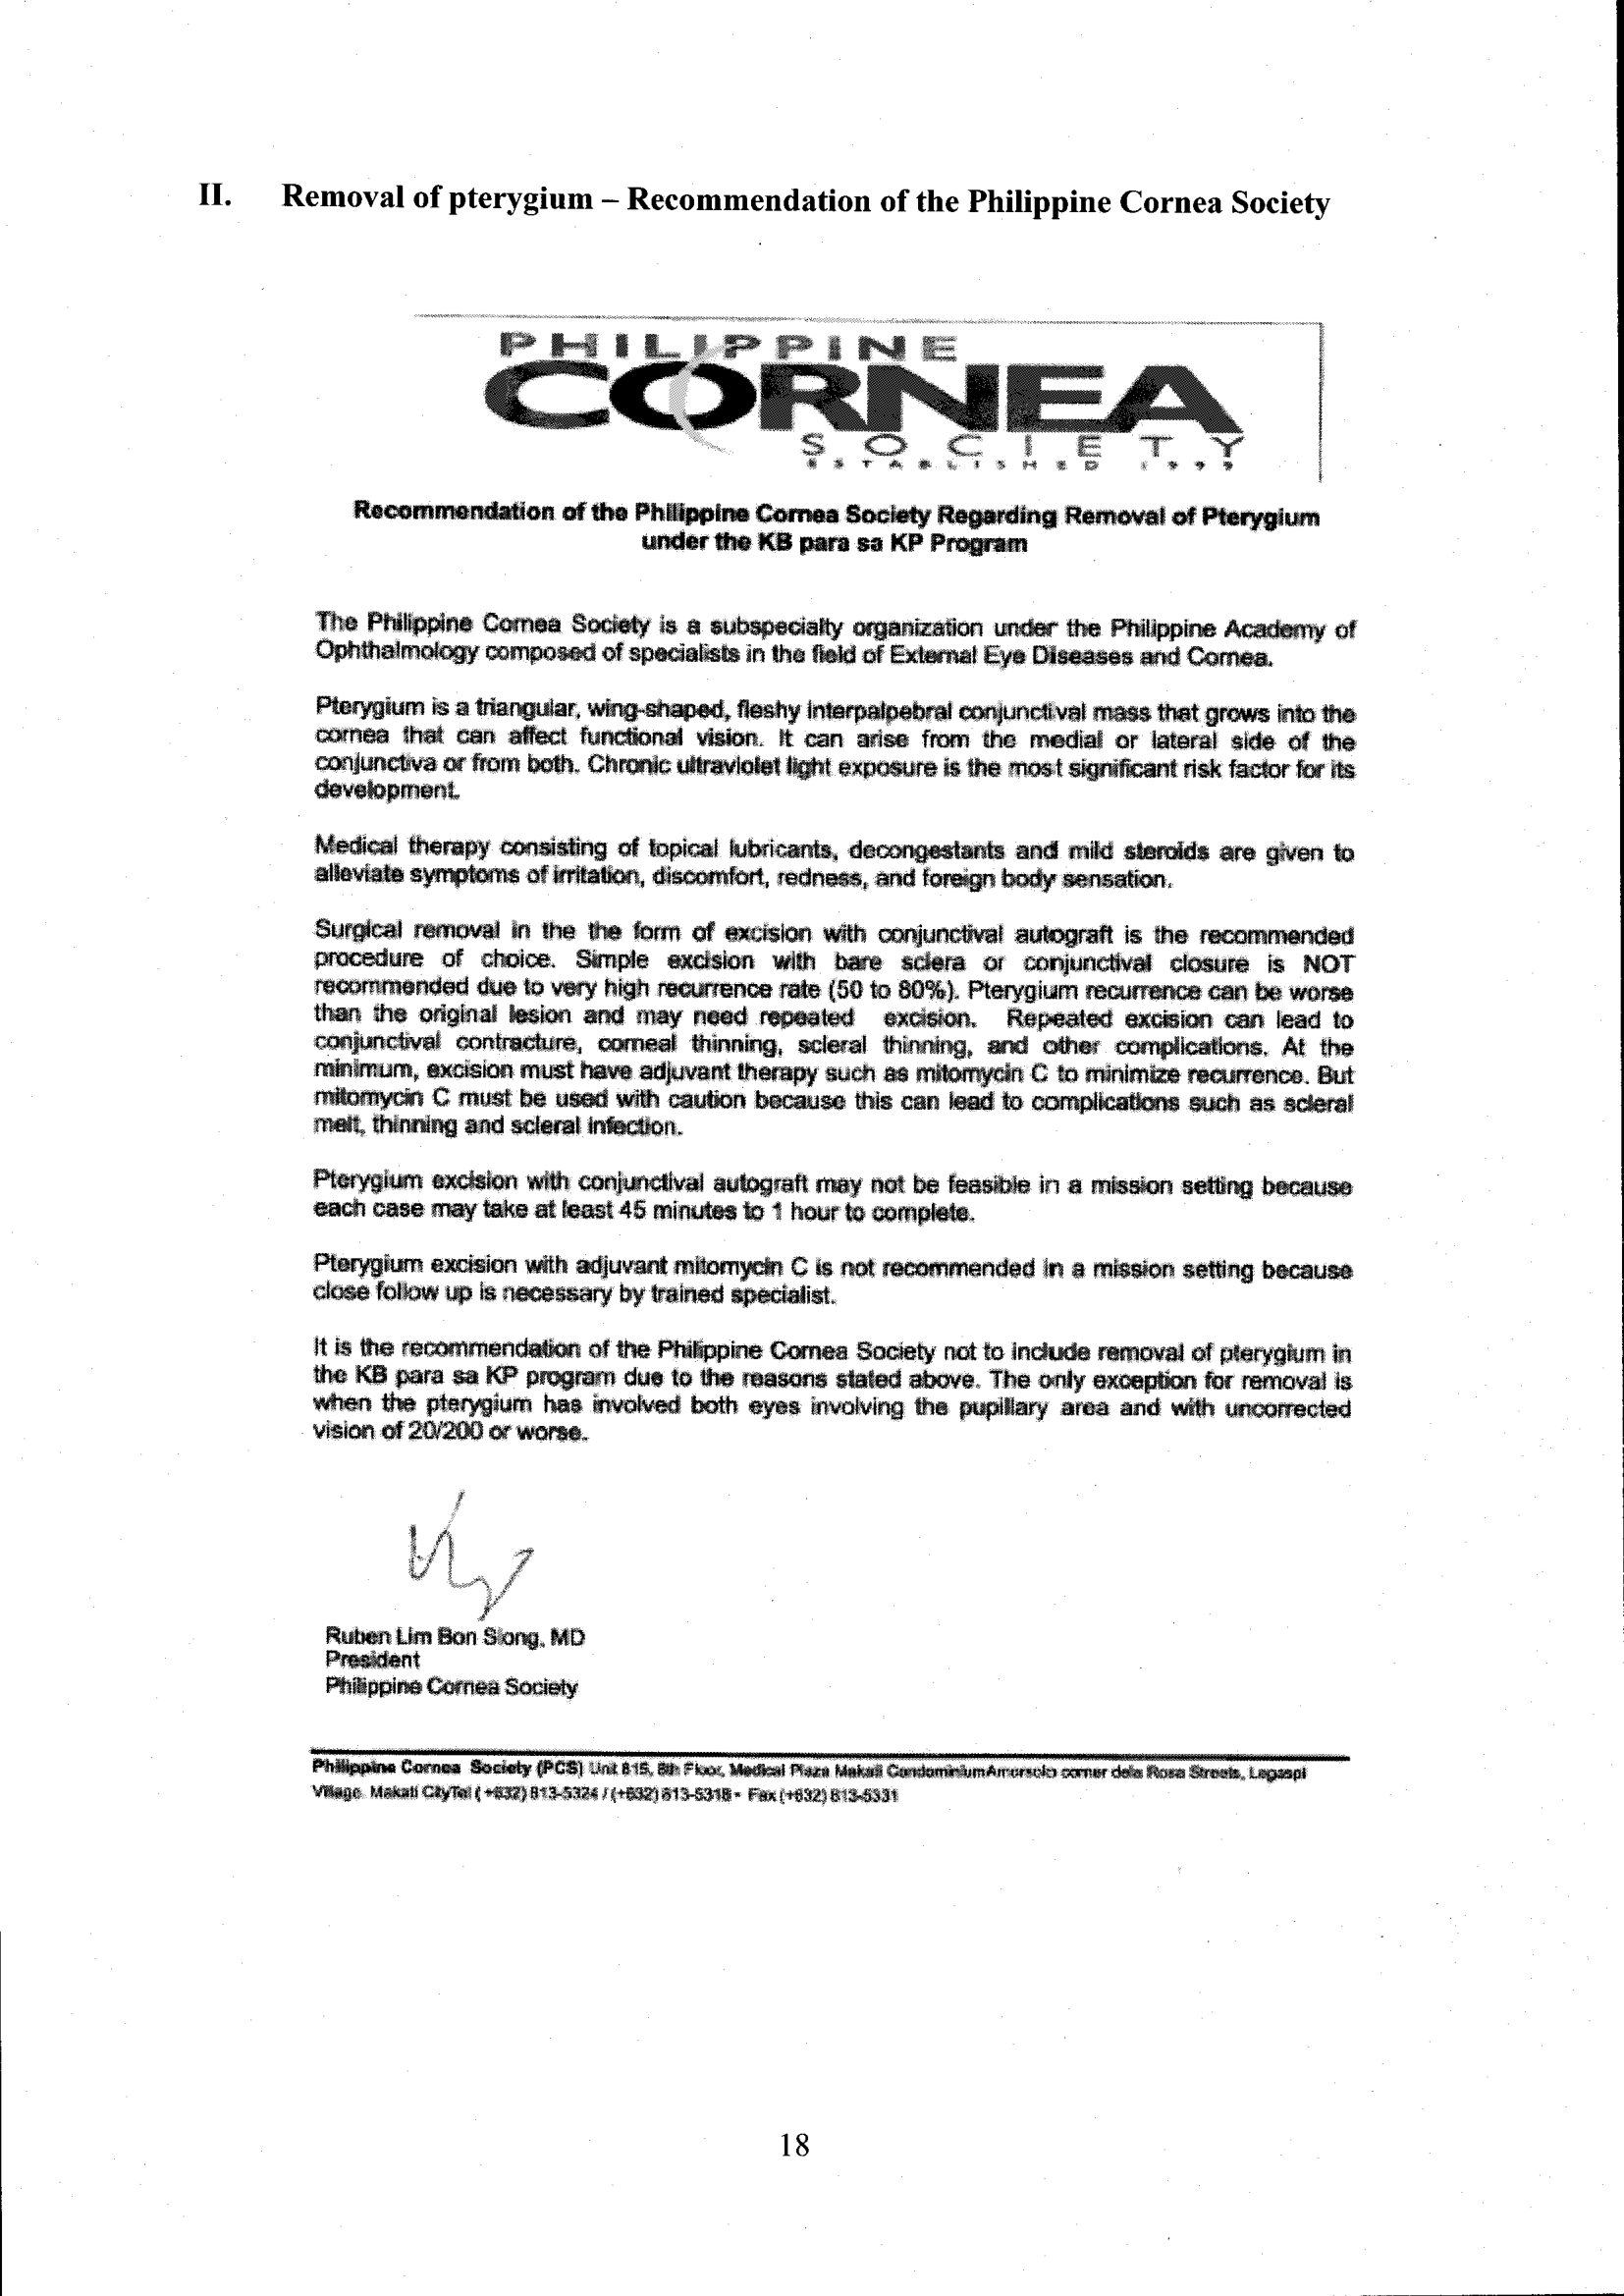 II. Removal of pterygium – Recommendation of the Philippine Cornea Society
PHILIPPINE
CORNEA
SOCIETY
ESTABLISHED 1999
Recommendation of the Philippine Cornea Society Regarding Removal of Pterygium
under the KB para sa KP Program
The Philippine Cornea Society is a subspecialty organization under the Philippine Academy of
Ophthalmology composed of specialists in the field of External Eye Diseases and Cornea.
Pterygium is a triangular, wing-shaped, fleshy interpalpebral conjunctival mass that grows into the
cornea that can affect functional vision. It can arise from the medial or lateral side of the
conjunctiva or from both. Chronic ultraviolet light exposure is the most significant risk factor for its
development.
Medical therapy consisting of topical lubricants, decongestants and mild steroids are given to
alleviate symptoms of irritation, discomfort, redness, and foreign body sensation.
Surgical removal in the the form of excision with conjunctival autograft is the recommended
procedure of choice. Simple excision with bare sclera or conjunctival closure is NOT
recommended due to very high recurrence rate (50 to 80%). Pterygium recurrence can be worse
than the original lesion and may need repeated excision. Repeated excision can lead to
conjunctival contracture, corneal thinning, scleral thinning, and other complications. At the
minimum, excision must have adjuvant therapy such as mitomycin C to minimize recurrence. But
mitomycin C must be used with caution because this can lead to complications such as scleral
melt, thinning and scleral infection.
Pterygium excision with conjunctival autograft may not be feasible in a mission setting because
each case may take at least 45 minutes to 1 hour to complete.
Pterygium excision with adjuvant mitomycin C is not recommended in a mission setting because
close follow up is necessary by trained specialist.
It is the recommendation of the Philippine Cornea Society not to include removal of pterygium in
the KB para sa KP program due to the reasons stated above. The only exception for removal is
when the pterygium has involved both eyes involving the pupillary area and with uncorrected
vision of 20/200 or worse.
Ruben Lim Bon Siong, MD
President
Philippine Cornea Society
Philippine Cornea Society (PCS) Unit 815, 8th Floor, Medical Plaza Makati CondominiumAmorsolo corner dela Rosa Streets, Legaspi
Village Makati CityTel (+632) 813-5324 / (+632) 813-5318 - Fax (+632) 813-5331
18